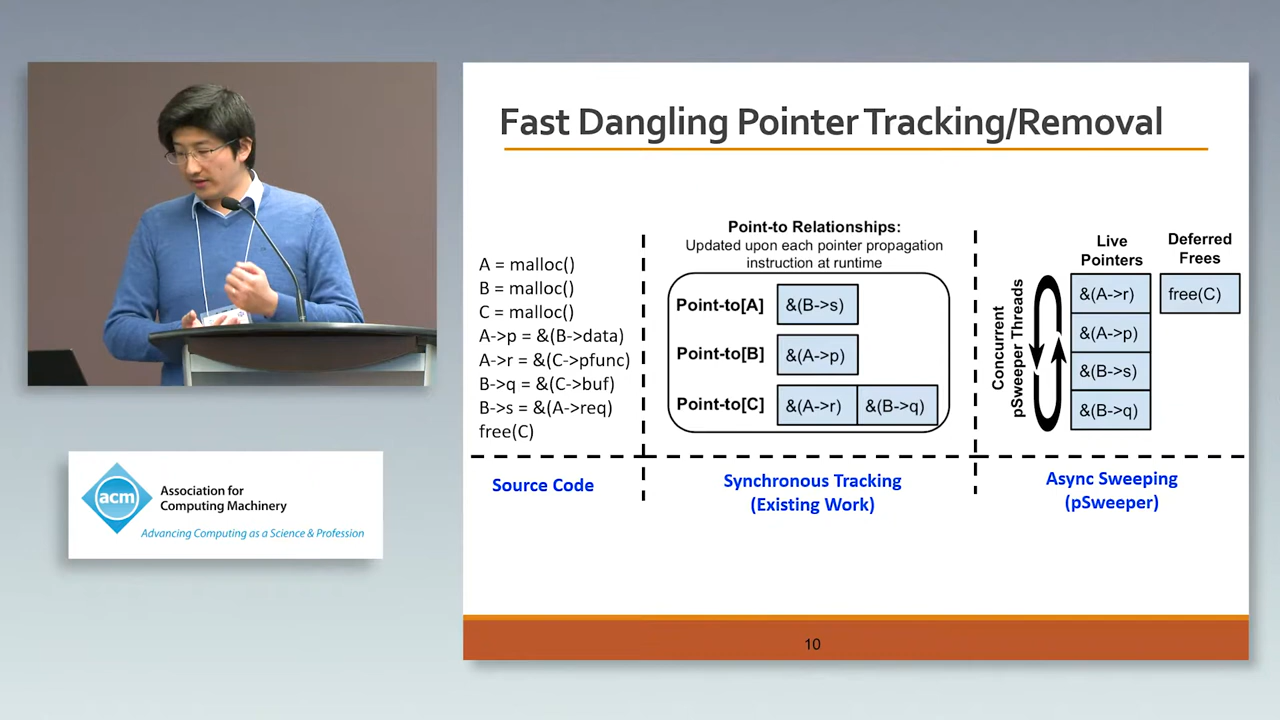 Fast Dangling Pointer Tracking/Removal
A = malloc()
B = malloc()
C = malloc()
A->p = &(B->data)
A->r = &(C->pfunc)
B->q = &(C->buf)
B->s = &(A->req)
free(C)
Source Code
Point-to Relationships:
Updated upon each pointer propagation
instruction at runtime
Point-to[A] &(B->s)
Point-to[B] &(A->p)
Point-to[C] &(A->r) &(B->q)
Synchronous Tracking
(Existing Work)
Concurrent
pSweeper Threads
Live
Pointers
&(A->r)
&(A->p)
&(B->s)
&(B->q)
Deferred
Frees
free(C)
Async Sweeping
(pSweeper)
10
acm
Association for
Computing Machinery
Advancing Computing as a Science & Profession